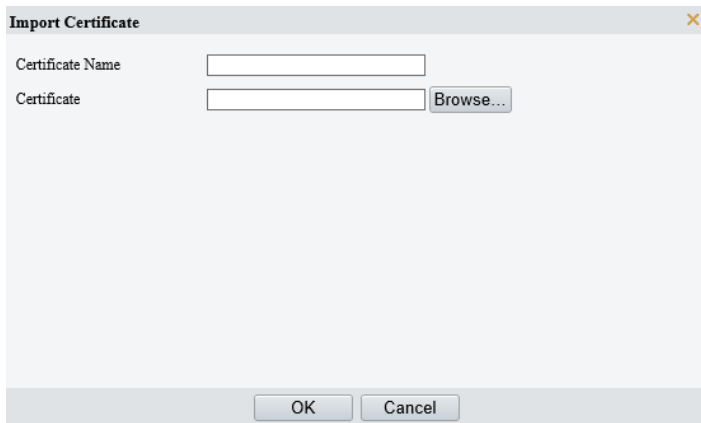 Import Certificate
Certificate Name
Certificate
Browse...
OK
Cancel